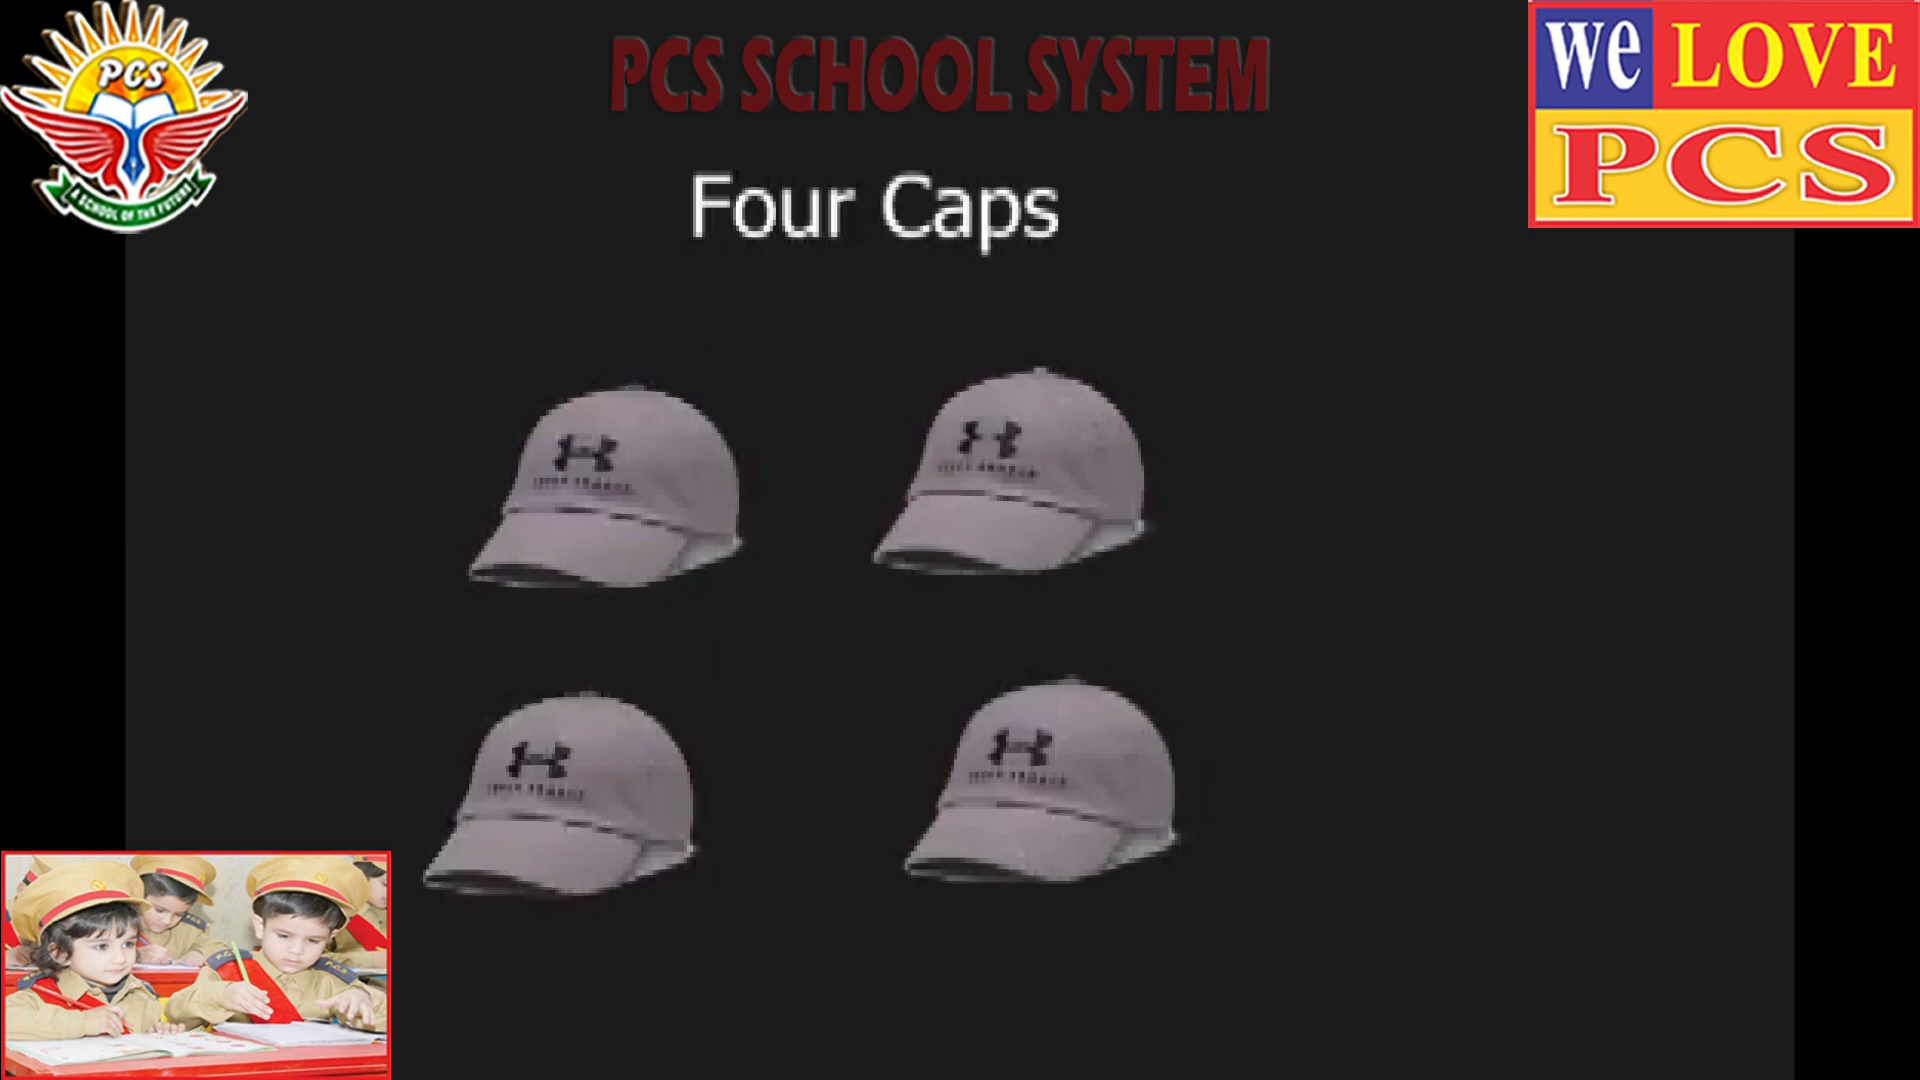 PCS SCHOOL SYSTEM
PCS
A SCHOOL OF THE FUTURE
We LOVE
PCS
Four Caps